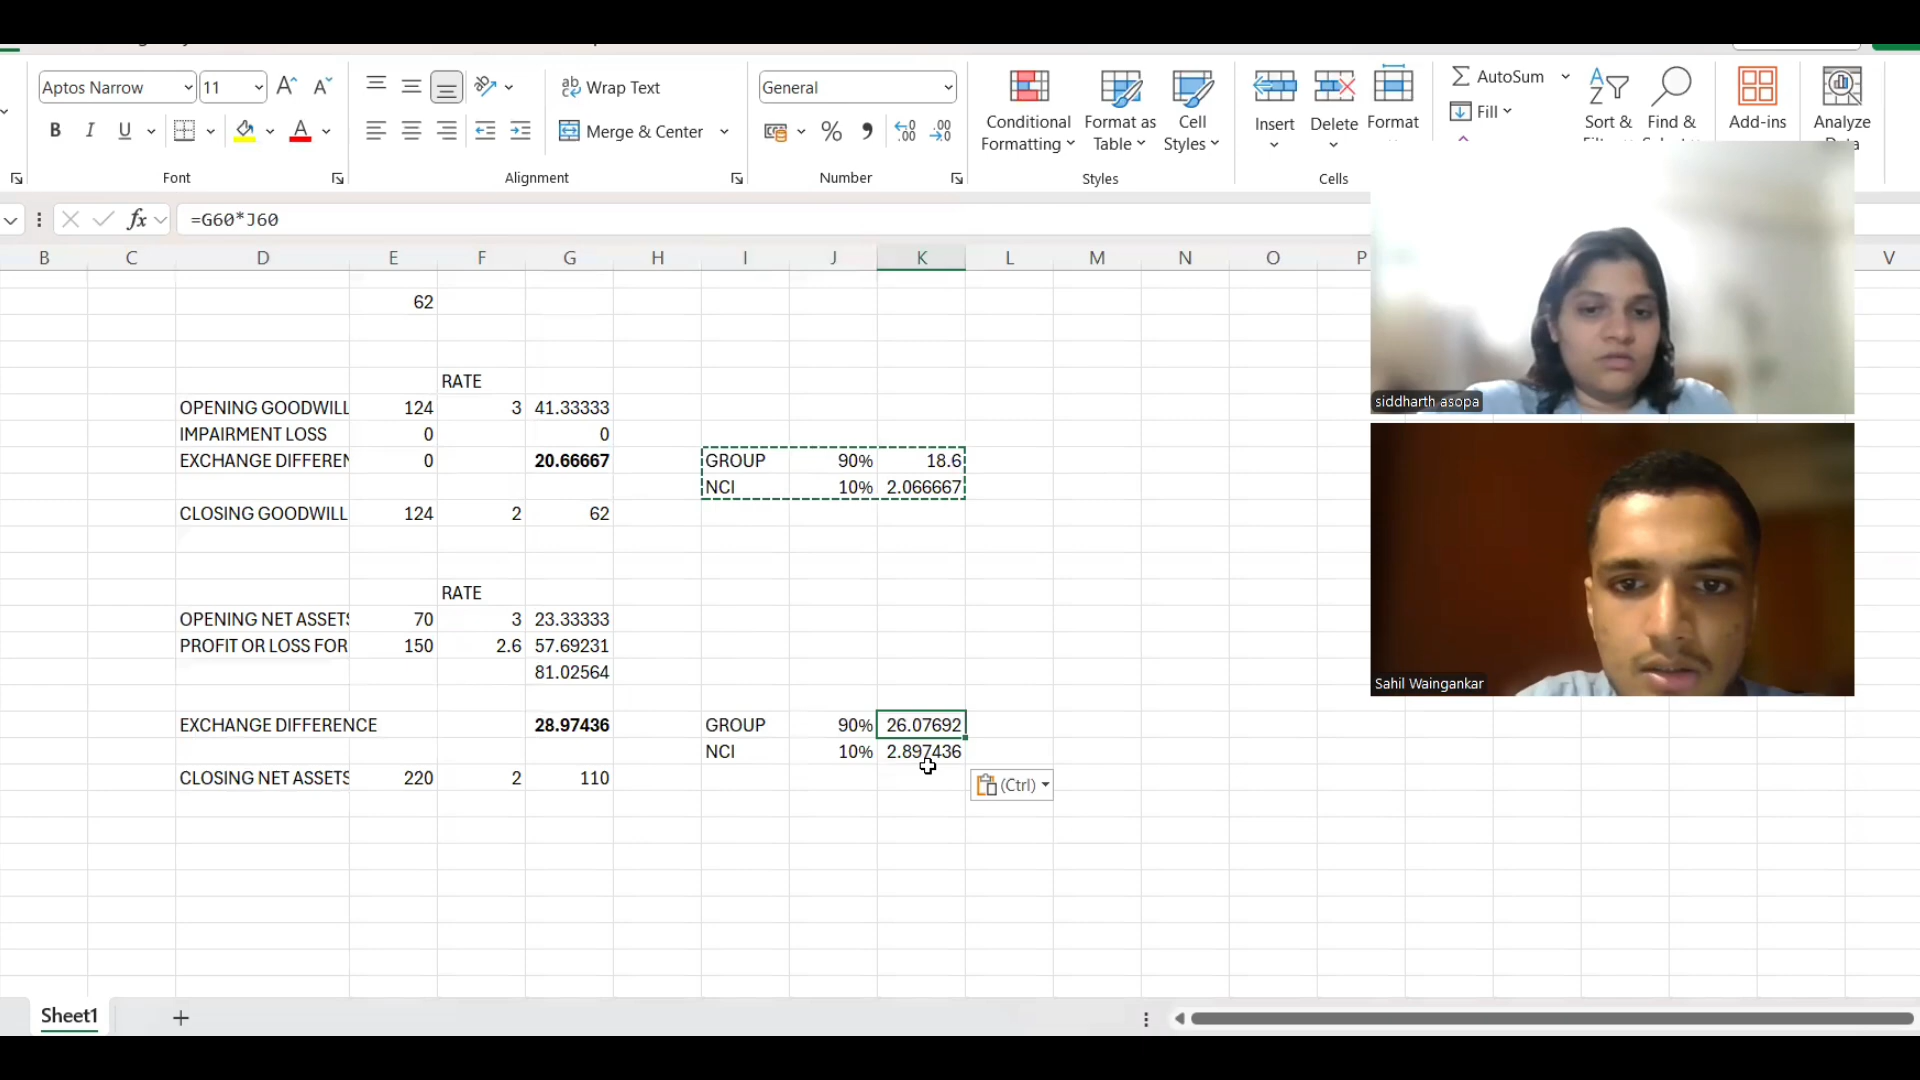 Aptos Narrow 11 Wrap Text General AutoSum
B I U Merge & Center % Conditional Formatting Format as Table Cell Styles Insert Delete Format Fill Sort & Find & Add-ins Analyze
Font Alignment Number Styles Cells
fx =G60*J60
B C D E F G H I J K L M N O P V
62
RATE
OPENING GOODWILL 124 3 41.33333
IMPAIRMENT LOSS 0 0
EXCHANGE DIFFEREN 0 20.66667 GROUP 90% 18.6
NCI 10% 2.066667
CLOSING GOODWILL 124 2 62
RATE
OPENING NET ASSETS 70 3 23.33333
PROFIT OR LOSS FOR 150 2.6 57.69231
81.02564
EXCHANGE DIFFERENCE 28.97436 GROUP 90% 26.07692
NCI 10% 2.897436
CLOSING NET ASSETS 220 2 110
(Ctrl)
siddharth asopa
Sahil Waingankar
Sheet1